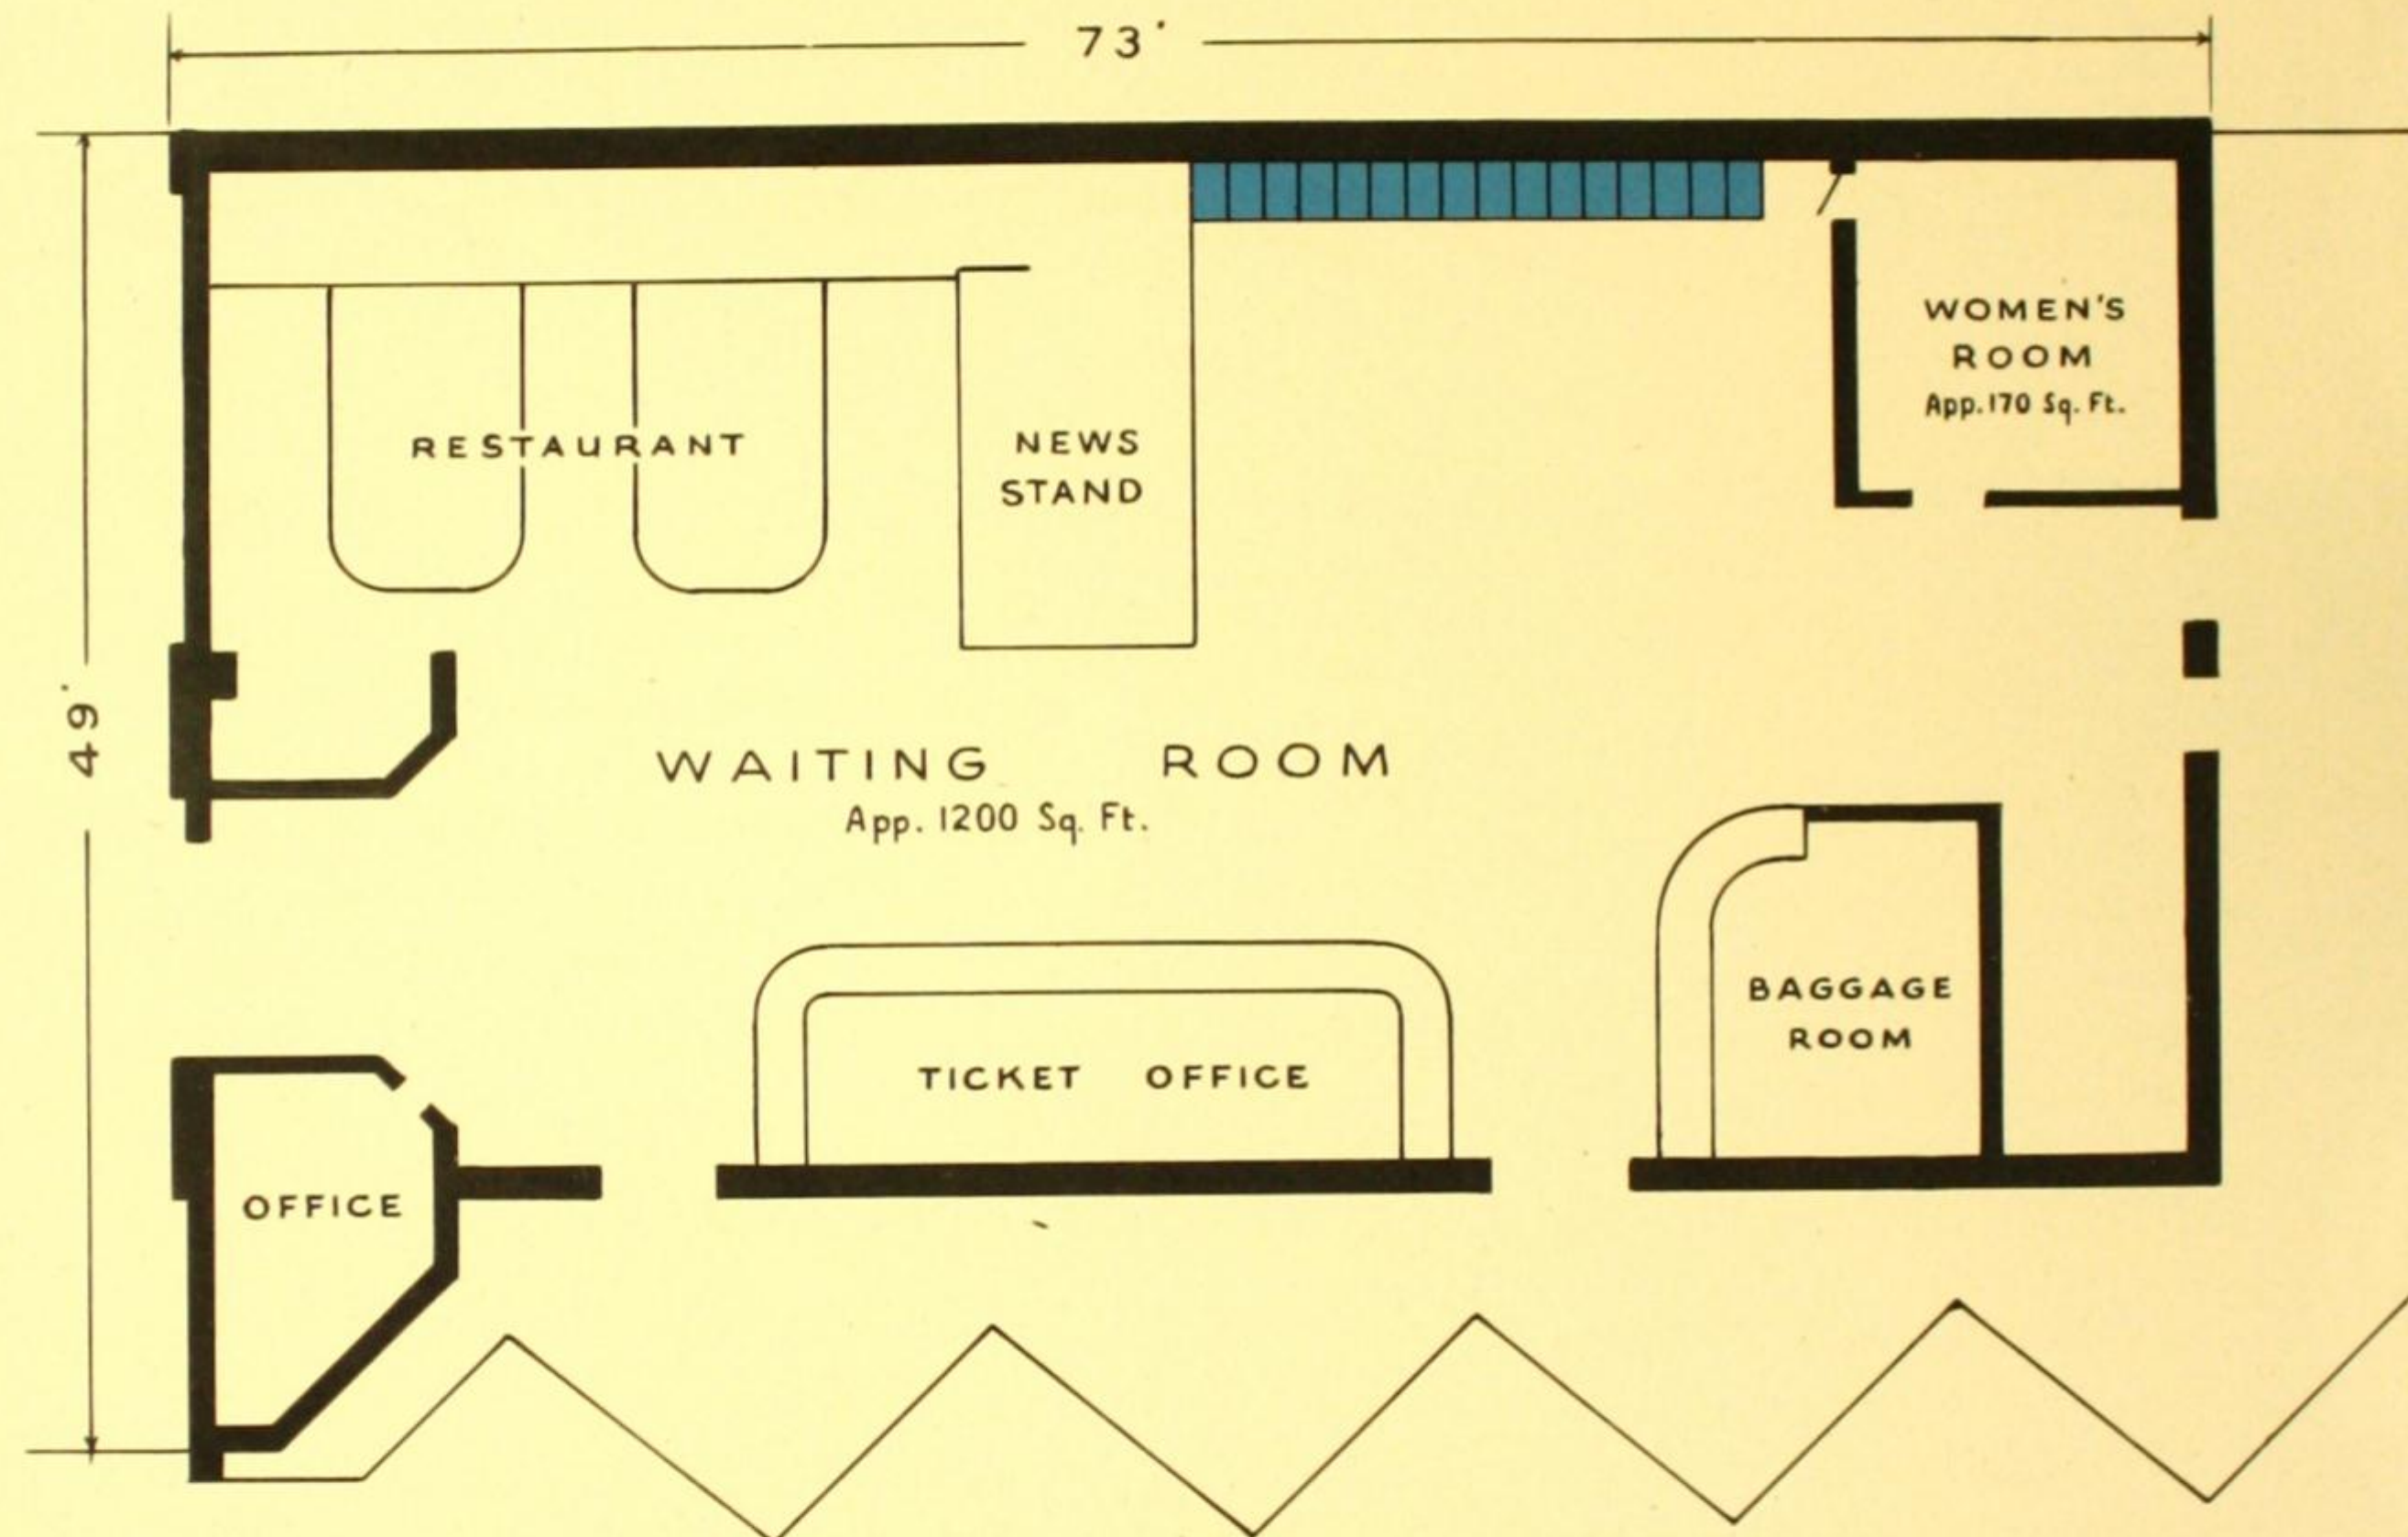 73'
WOMEN'S
ROOM
App. 170 Sq. Ft.
RESTAURANT
NEWS
STAND
49'
WAITING ROOM
App. 1200 Sq. Ft.
BAGGAGE
ROOM
TICKET OFFICE
OFFICE